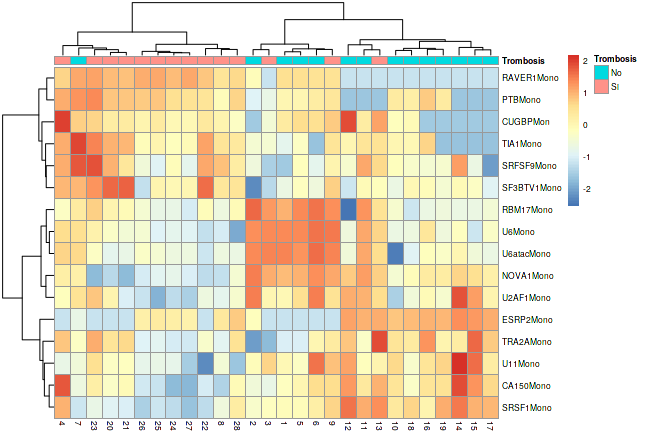 Trombosis
RAVER1Mono
PTBMono
CUGBPMon
TIA1Mono
SRFSF9Mono
SF3BTV1Mono
RBM17Mono
U6Mono
U6atacMono
NOVA1Mono
U2AF1Mono
ESRP2Mono
TRA2AMono
U11Mono
CA150Mono
SRSF1Mono
4 7 23 20 21 26 25 24 27 22 8 28 2 3 1 5 6 9 12 11 13 10 18 16 19 14 15 17
2
1
0
-1
-2
Trombosis
No
SI